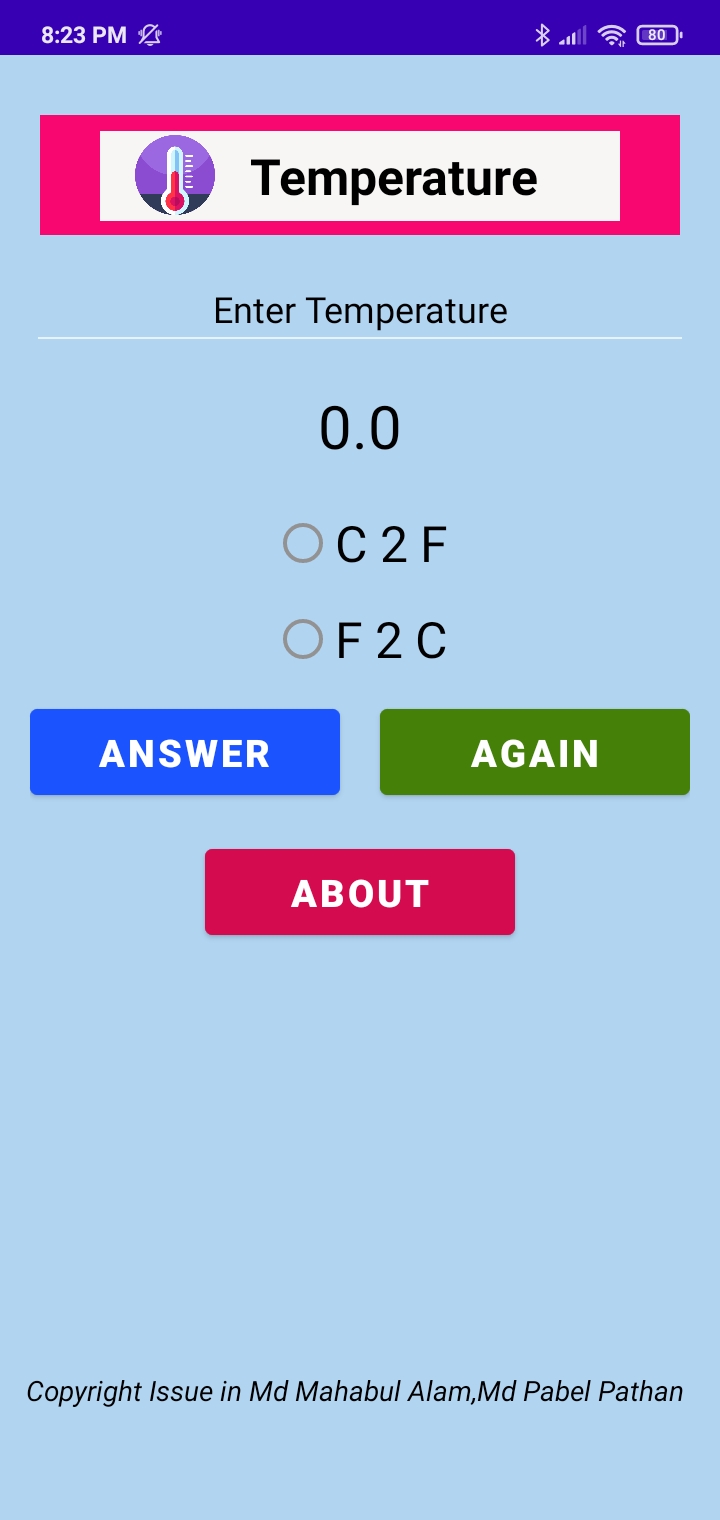 8:23 PM 80
Temperature
Enter Temperature
0.0
C 2 F
F 2 C
ANSWER AGAIN
ABOUT
Copyright Issue in Md Mahabul Alam,Md Pabel Pathan